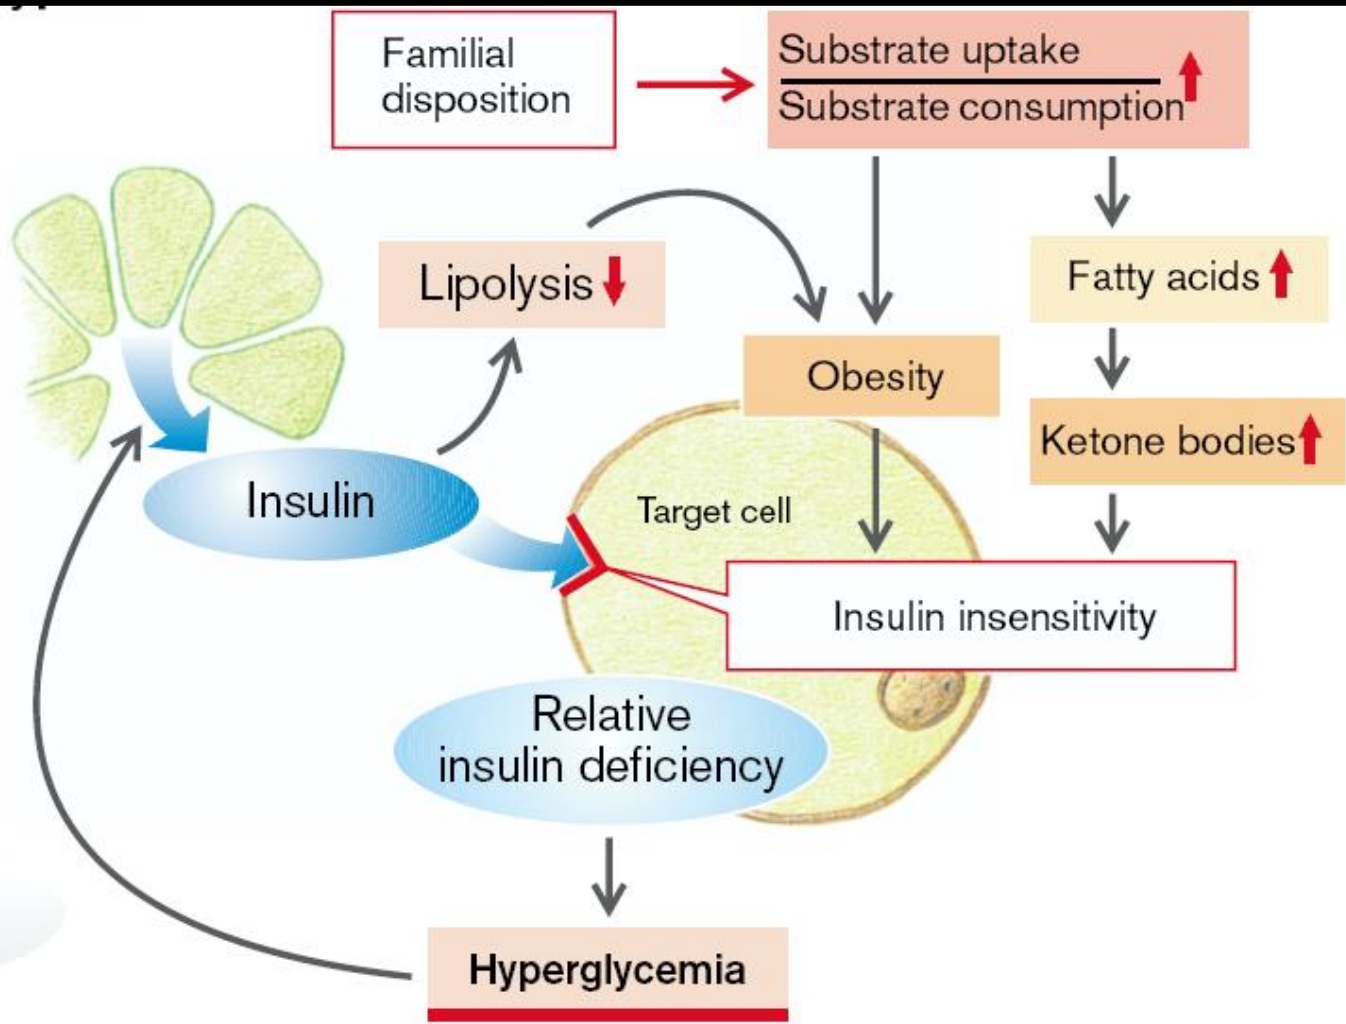 Familial
disposition
Substrate uptake
Substrate consumption
Lipolysis
Fatty acids
Obesity
Ketone bodies
Insulin
Target cell
Insulin insensitivity
Relative
insulin deficiency
Hyperglycemia